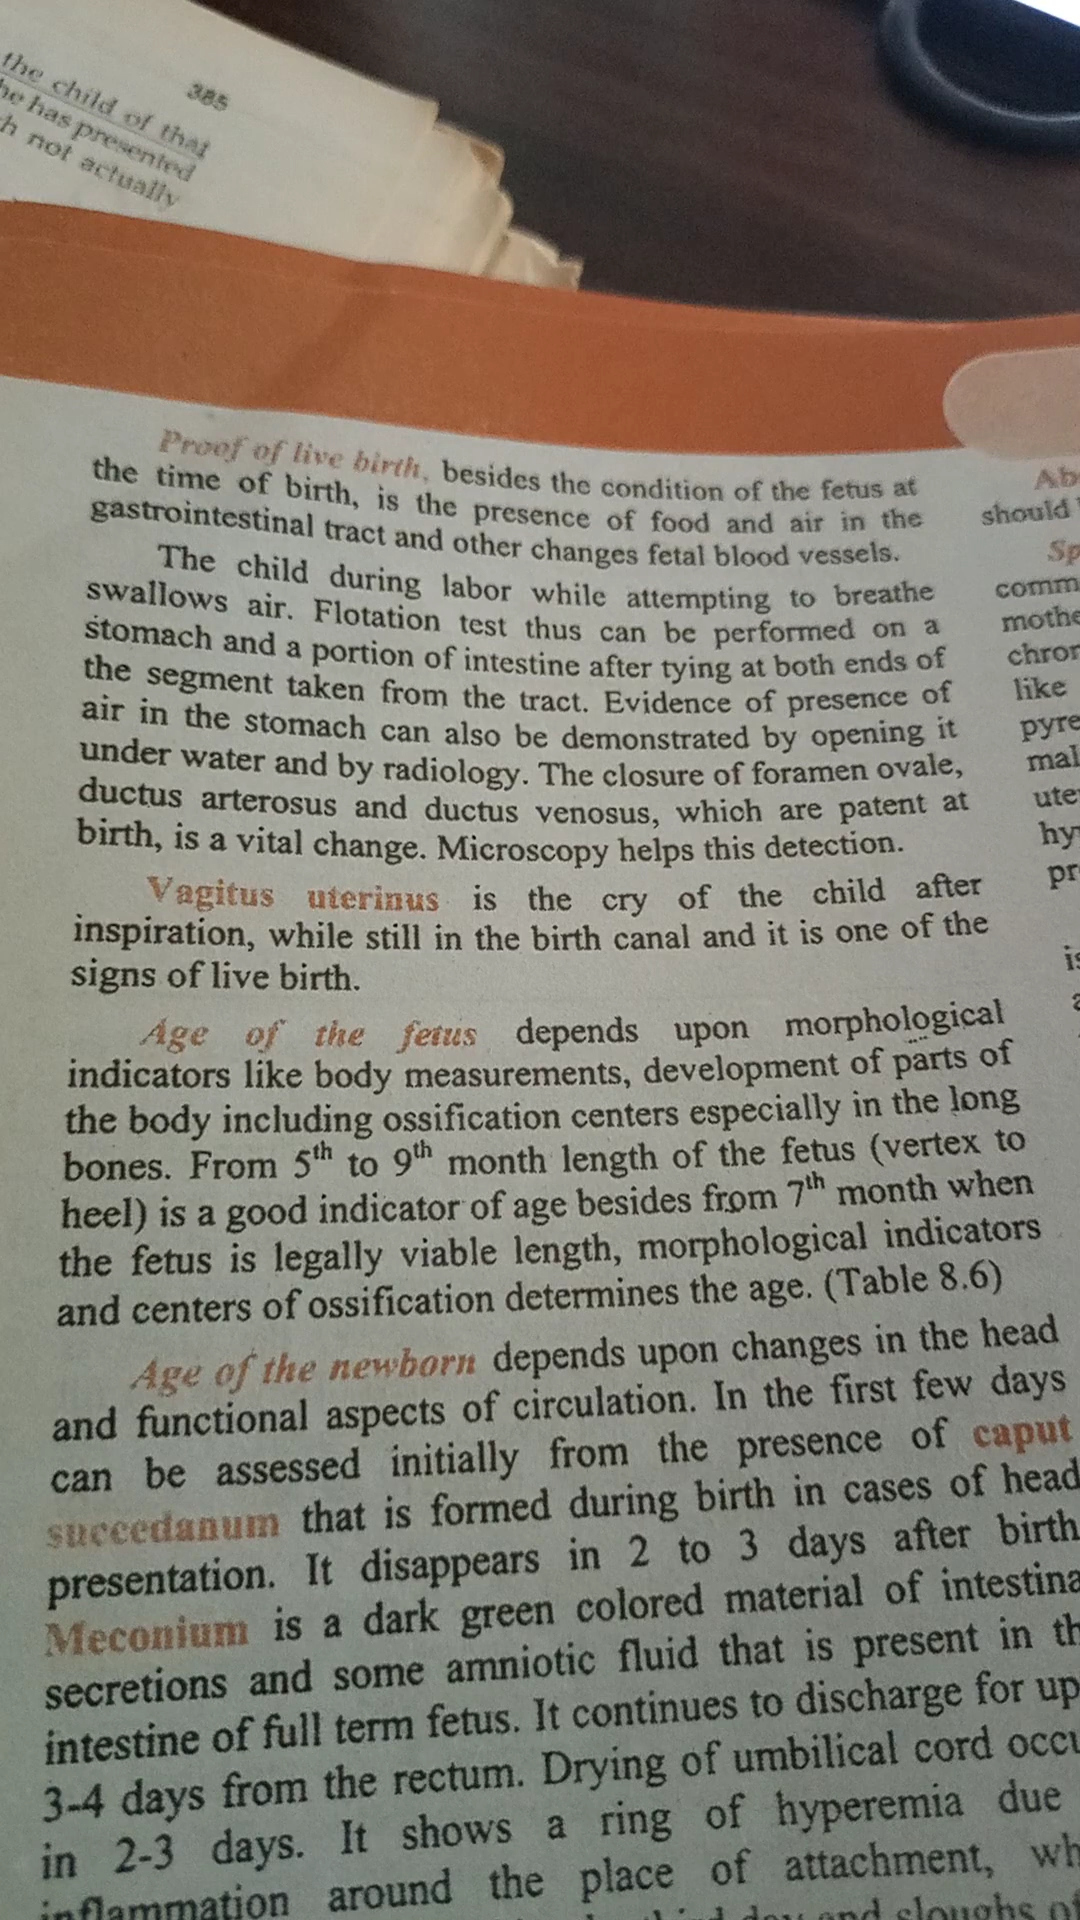 385
the child of that
he has presented
h not actually
Proof of live birth, besides the condition of the fetus at
the time of birth, is the presence of food and air in the
gastrointestinal tract and other changes fetal blood vessels.
The child during labor while attempting to breathe
swallows air. Flotation test thus can be performed on a
stomach and a portion of intestine after tying at both ends of
the segment taken from the tract. Evidence of presence of
air in the stomach can also be demonstrated by opening it
under water and by radiology. The closure of foramen ovale,
ductus arterosus and ductus venosus, which are patent at
birth, is a vital change. Microscopy helps this detection.
Vagitus uterinus is the cry of the child after
inspiration, while still in the birth canal and it is one of the
signs of live birth.
Age of the fetus depends upon morphological
indicators like body measurements, development of parts of
the body including ossification centers especially in the long
bones. From 5th to 9th month length of the fetus (vertex to
heel) is a good indicator of age besides from 7th month when
the fetus is legally viable length, morphological indicators
and centers of ossification determines the age. (Table 8.6)
Age of the newborn depends upon changes in the head
and functional aspects of circulation. In the first few days
can be assessed initially from the presence of caput
succedanum that is formed during birth in cases of head
presentation. It disappears in 2 to 3 days after birth.
Meconium is a dark green colored material of intestina
secretions and some amniotic fluid that is present in th
intestine of full term fetus. It continues to discharge for up
3-4 days from the rectum. Drying of umbilical cord occu
in 2-3 days. It shows a ring of hyperemia due
inflammation around the place of attachment, wh
day and sloughs of
Ab
should
Sp
comm
mothe
chron
like
pyre
mal
ute
hy
pr
is